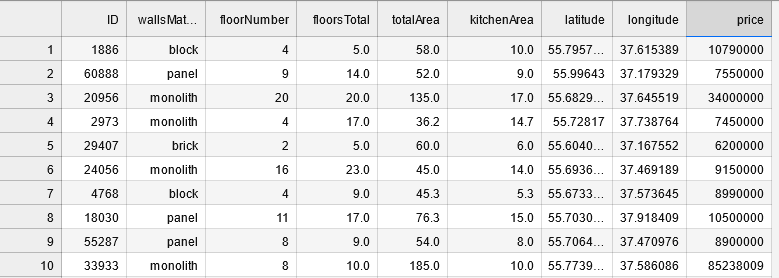 ID wallsMat... floorNumber floorsTotal totalArea kitchenArea latitude longitude price
1 1886 block 4 5.0 58.0 10.0 55.7957... 37.615389 10790000
2 60888 panel 9 14.0 52.0 9.0 55.99643 37.179329 7550000
3 20956 monolith 20 20.0 135.0 17.0 55.6829... 37.645519 34000000
4 2973 monolith 4 17.0 36.2 14.7 55.72817 37.738764 7450000
5 29407 brick 2 5.0 60.0 6.0 55.6040... 37.167552 6200000
6 24056 monolith 16 23.0 45.0 14.0 55.6936... 37.469189 9150000
7 4768 block 4 9.0 45.3 5.3 55.6733... 37.573645 8990000
8 18030 panel 11 17.0 76.3 15.0 55.7030... 37.918409 10500000
9 55287 panel 8 9.0 54.0 8.0 55.7064... 37.470976 8900000
10 33933 monolith 8 10.0 185.0 10.0 55.7739... 37.586086 85238009